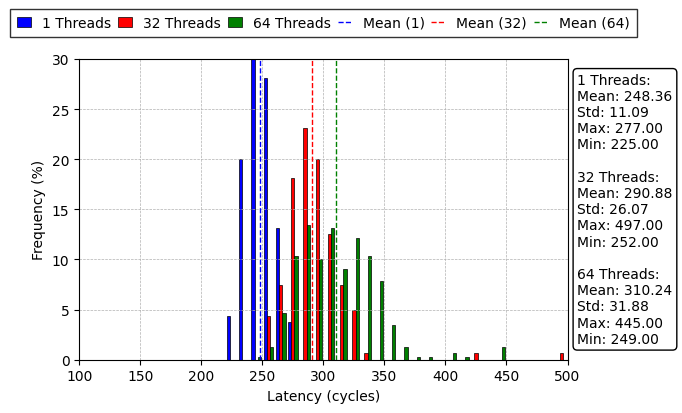 1 Threads 32 Threads 64 Threads Mean (1) Mean (32) Mean (64)
30
25
20
15
10
5
0
Frequency (%)
100 150 200 250 300 350 400 450 500
Latency (cycles)
1 Threads:
Mean: 248.36
Std: 11.09
Max: 277.00
Min: 225.00
32 Threads:
Mean: 290.88
Std: 26.07
Max: 497.00
Min: 252.00
64 Threads:
Mean: 310.24
Std: 31.88
Max: 445.00
Min: 249.00